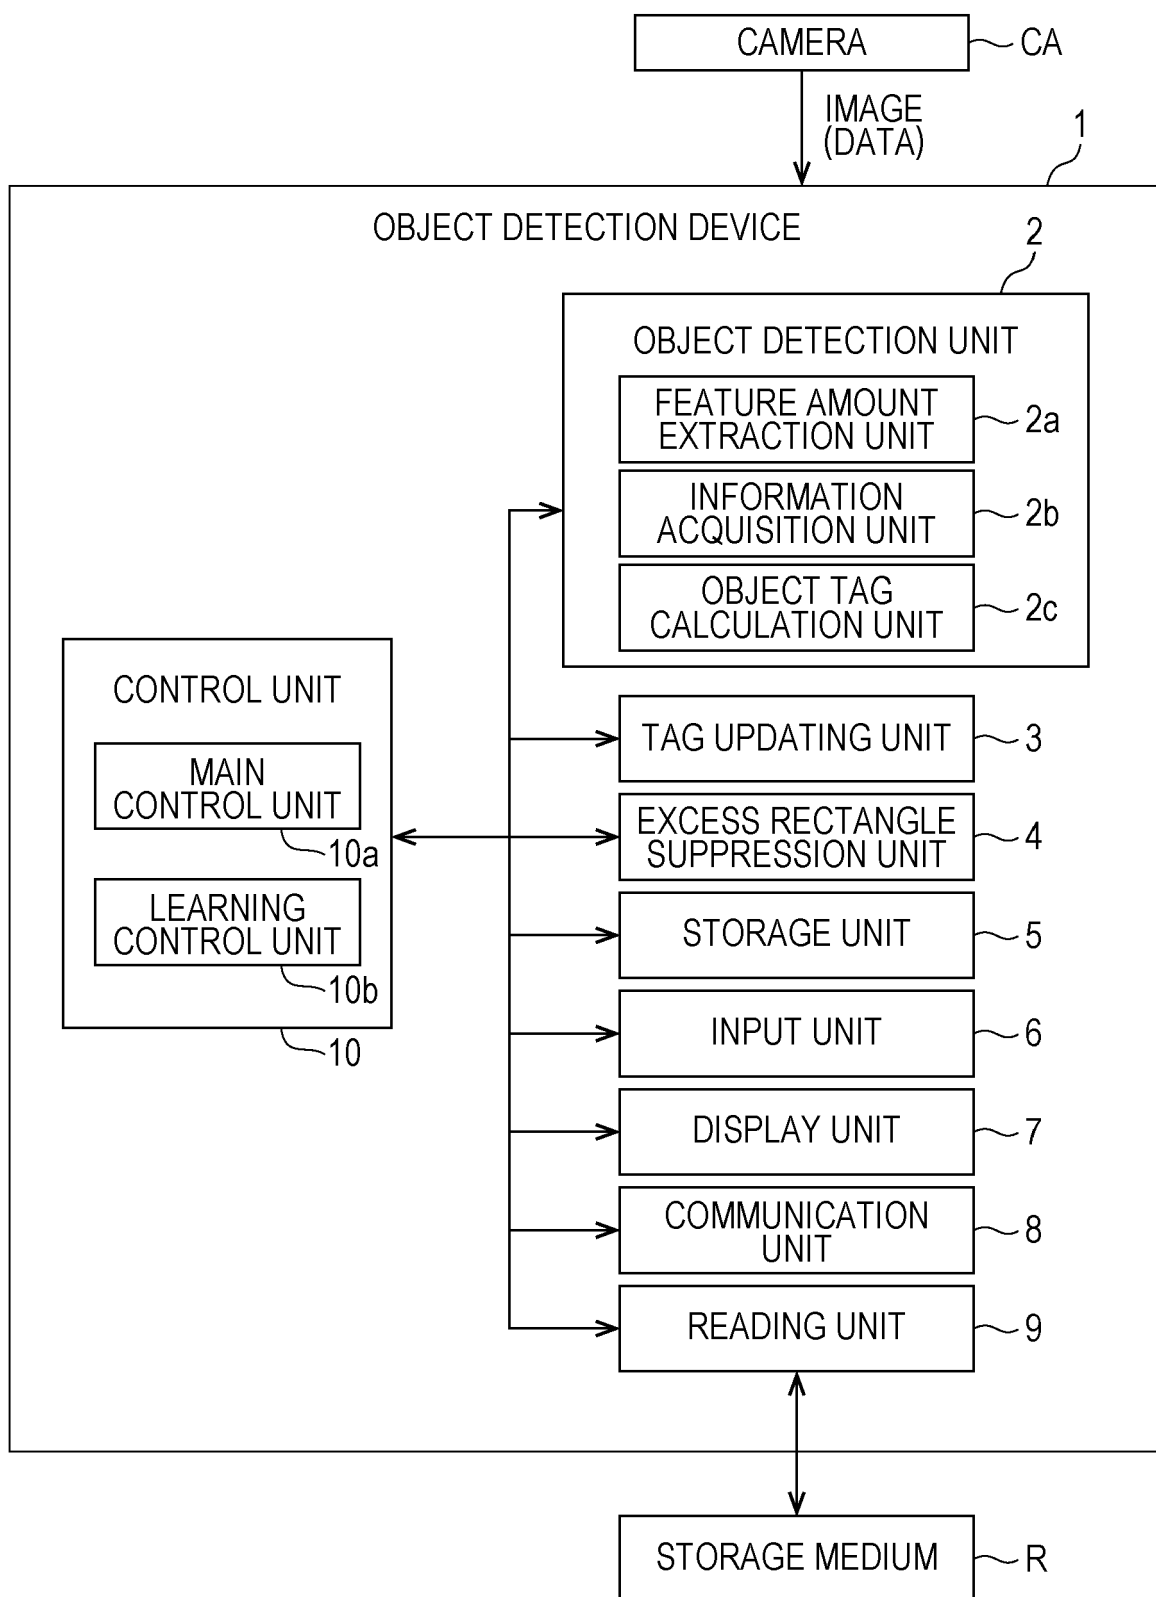 CAMERA
CA
IMAGE
(DATA)
1
OBJECT DETECTION DEVICE
2
OBJECT DETECTION UNIT
FEATURE AMOUNT
EXTRACTION UNIT
2a
INFORMATION
ACQUISITION UNIT
2b
OBJECT TAG
CALCULATION UNIT
2c
CONTROL UNIT
MAIN
CONTROL UNIT
10a
LEARNING
CONTROL UNIT
10b
10
TAG UPDATING UNIT
3
EXCESS RECTANGLE
SUPPRESSION UNIT
4
STORAGE UNIT
5
INPUT UNIT
6
DISPLAY UNIT
7
COMMUNICATION
UNIT
8
READING UNIT
9
STORAGE MEDIUM
R